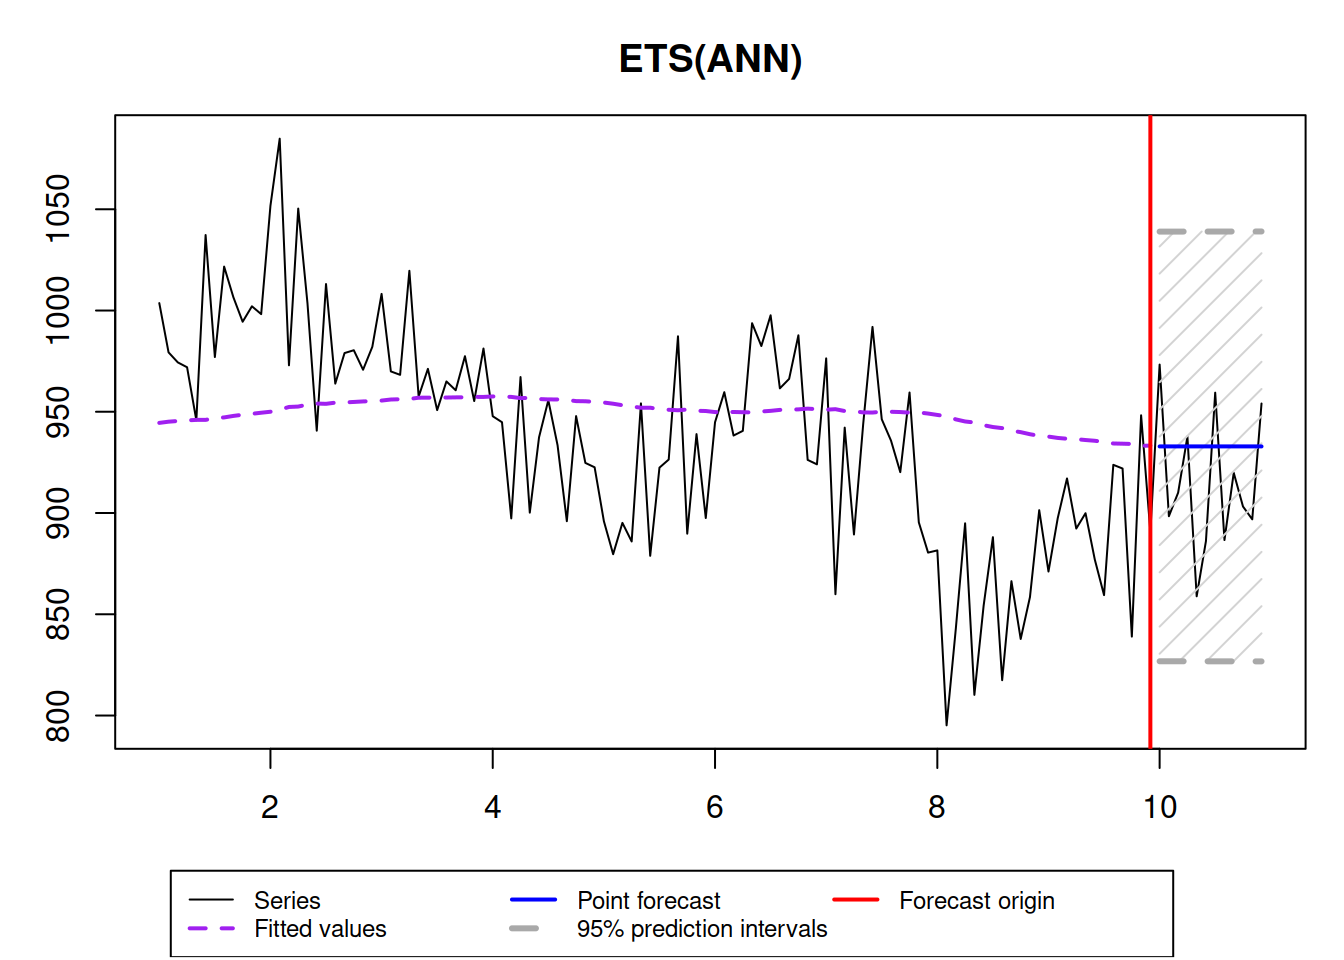 ETS(ANN)
1050
1000
950
900
850
800
2 4 6 8 10
Series Point forecast Forecast origin
Fitted values 95% prediction intervals